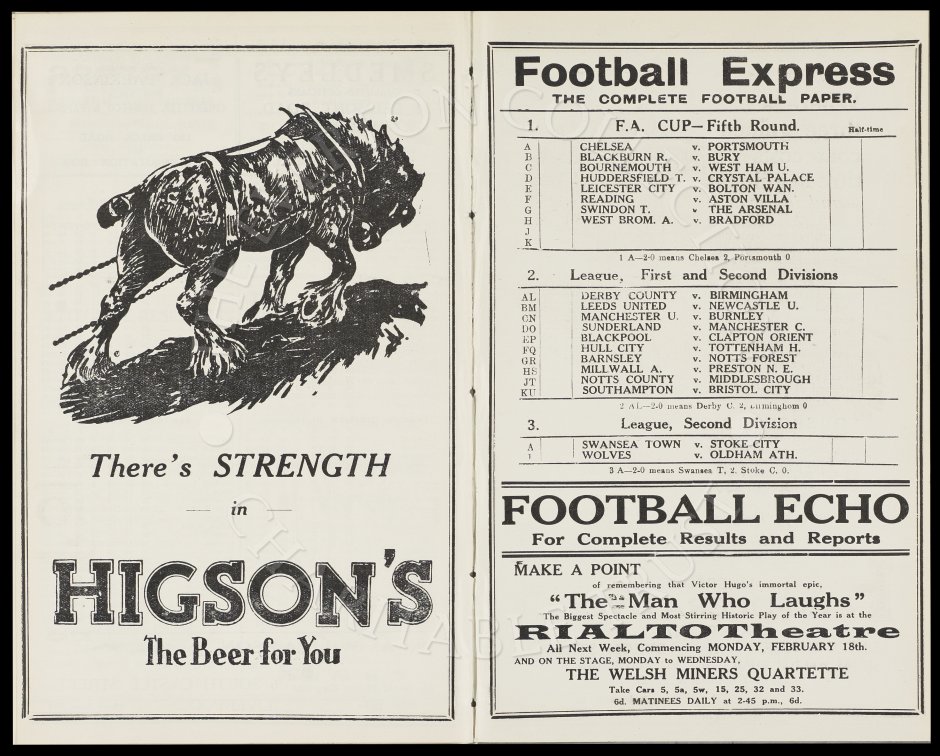 There's STRENGTH
in
HIGSON'S
The Beer for You
Football Express
THE COMPLETE FOOTBALL PAPER.
1. F.A. CUP—Fifth Round. Half-time
A CHELSEA v. PORTSMOUTH
B BLACKBURN R. v. BURY
C BOURNEMOUTH v. WEST HAM U.
D HUDDERSFIELD T. v. CRYSTAL PALACE
E LEICESTER CITY v. BOLTON WAN.
F READING v. ASTON VILLA
G SWINDON T. v THE ARSENAL
H WEST BROM. A. v. BRADFORD
J
K
1 A—2-0 means Chelsea 2, Portsmouth 0
2. League, First and Second Divisions
AL DERBY COUNTY v. BIRMINGHAM
BM LEEDS UNITED v. NEWCASTLE U.
CN MANCHESTER U. v. BURNLEY
DO SUNDERLAND v. MANCHESTER C.
EP BLACKPOOL v. CLAPTON ORIENT
FQ HULL CITY v. TOTTENHAM H.
GR BARNSLEY v. NOTTS FOREST
HS MILLWALL A. v. PRESTON N. E.
JT NOTTS COUNTY v. MIDDLESBROUGH
KU SOUTHAMPTON v. BRISTOL CITY
2 AL—2-0 means Derby C. 2, Birmingham 0
3. League, Second Division
A SWANSEA TOWN v. STOKE CITY
WOLVES v. OLDHAM ATH.
3 A—2-0 means Swansea T, 2. Stoke C, 0.
FOOTBALL ECHO
For Complete Results and Reports
MAKE A POINT
of remembering that Victor Hugo's immortal epic,
"The Man Who Laughs"
The Biggest Spectacle and Most Stirring Historic Play of the Year is at the
RIALTO Theatre
All Next Week, Commencing MONDAY, FEBRUARY 18th.
AND ON THE STAGE, MONDAY to WEDNESDAY,
THE WELSH MINERS QUARTETTE
Take Cars 5, 5a, 5w, 15, 25, 32 and 33.
6d. MATINEES DAILY at 2-45 p.m., 6d.